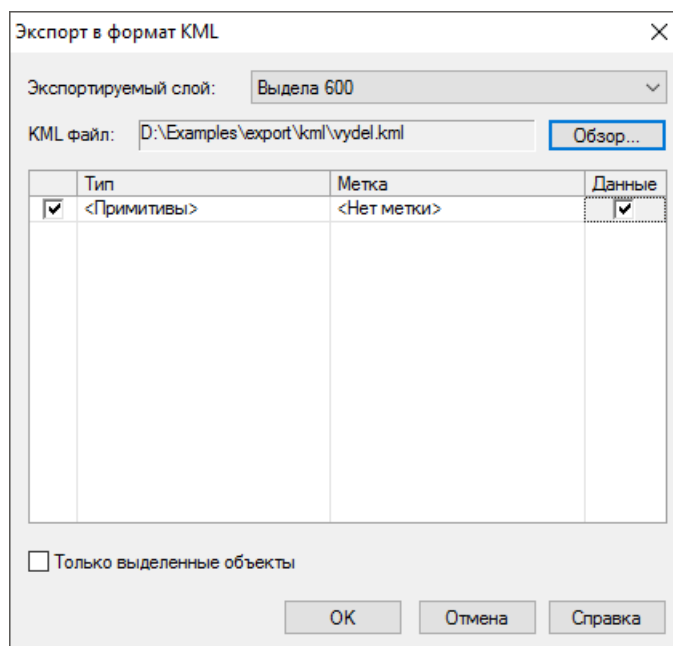 Экспорт в формат KML
Экспортируемый слой: Выдела 600
KML файл: D:\Examples\export\kml\vydel.kml Обзор...
Тип Метка Данные
<Примитивы> <Нет метки>
Только выделенные объекты
OK Отмена Справка